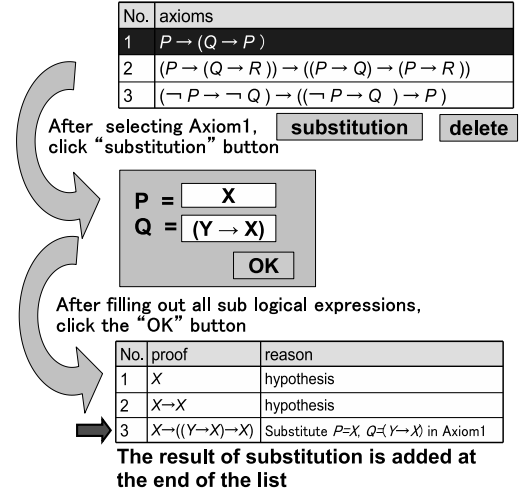 No. axioms
1 P → (Q → P )
2 (P → (Q → R )) → ((P → Q) → (P → R ))
3 (¬ P → ¬ Q ) → ((¬ P → Q ) → P )
After selecting Axiom1, substitution delete
click “substitution” button
P = X
Q = (Y → X)
OK
After filling out all sub logical expressions,
click the “OK” button
No. proof reason
1 X hypothesis
2 X→X hypothesis
3 X→((Y→X)→X) Substitute P=X, Q=(Y→X) in Axiom1
The result of substitution is added at
the end of the list